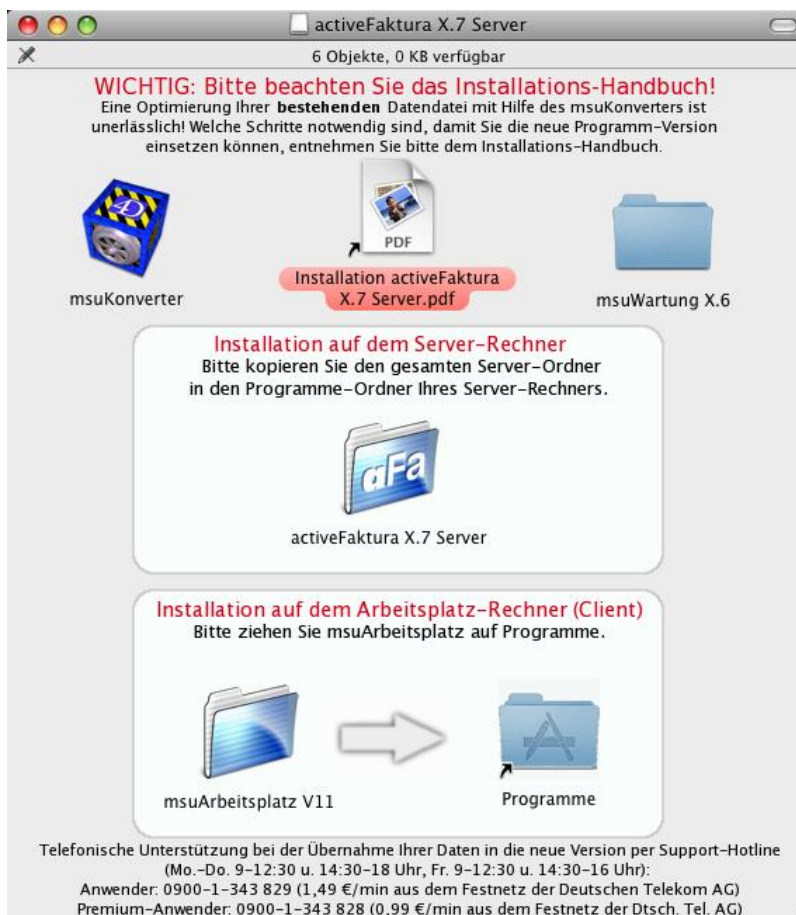 activeFaktura X.7 Server
6 Objekte, 0 KB verfügbar
WICHTIG: Bitte beachten Sie das Installations-Handbuch!
Eine Optimierung Ihrer bestehenden Datendatei mit Hilfe des msuKonverters ist
unerlässlich! Welche Schritte notwendig sind, damit Sie die neue Programm-Version
einsetzen können, entnehmen Sie bitte dem Installations-Handbuch.
4D
PDF
msuKonverter
Installation activeFaktura
X.7 Server.pdf
msuWartung X.6
Installation auf dem Server-Rechner
Bitte kopieren Sie den gesamten Server-Ordner
in den Programme-Ordner Ihres Server-Rechners.
aFa
activeFaktura X.7 Server
Installation auf dem Arbeitsplatz-Rechner (Client)
Bitte ziehen Sie msuArbeitsplatz auf Programme.
msuArbeitsplatz V11
Programme
Telefonische Unterstützung bei der Übernahme Ihrer Daten in die neue Version per Support-Hotline
(Mo.-Do. 9-12:30 u. 14:30-18 Uhr, Fr. 9-12:30 u. 14:30-16 Uhr):
Anwender: 0900-1-343 829 (1,49 €/min aus dem Festnetz der Deutschen Telekom AG)
Premium-Anwender: 0900-1-343 828 (0,99 €/min aus dem Festnetz der Dtsch. Tel. AG)